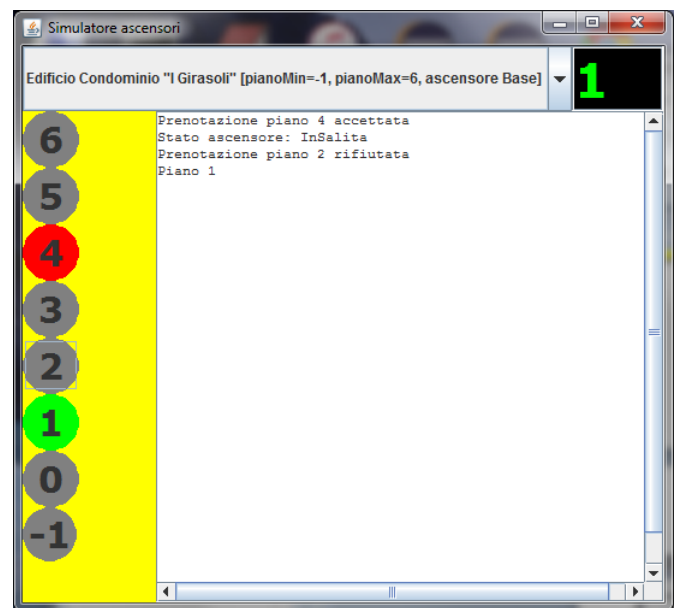 Simulatore ascensori
Edificio Condominio "I Girasoli" [pianoMin=-1, pianoMax=6, ascensore Base]
1
6
5
4
3
2
1
0
-1
Prenotazione piano 4 accettata
Stato ascensore: InSalita
Prenotazione piano 2 rifiutata
Piano 1